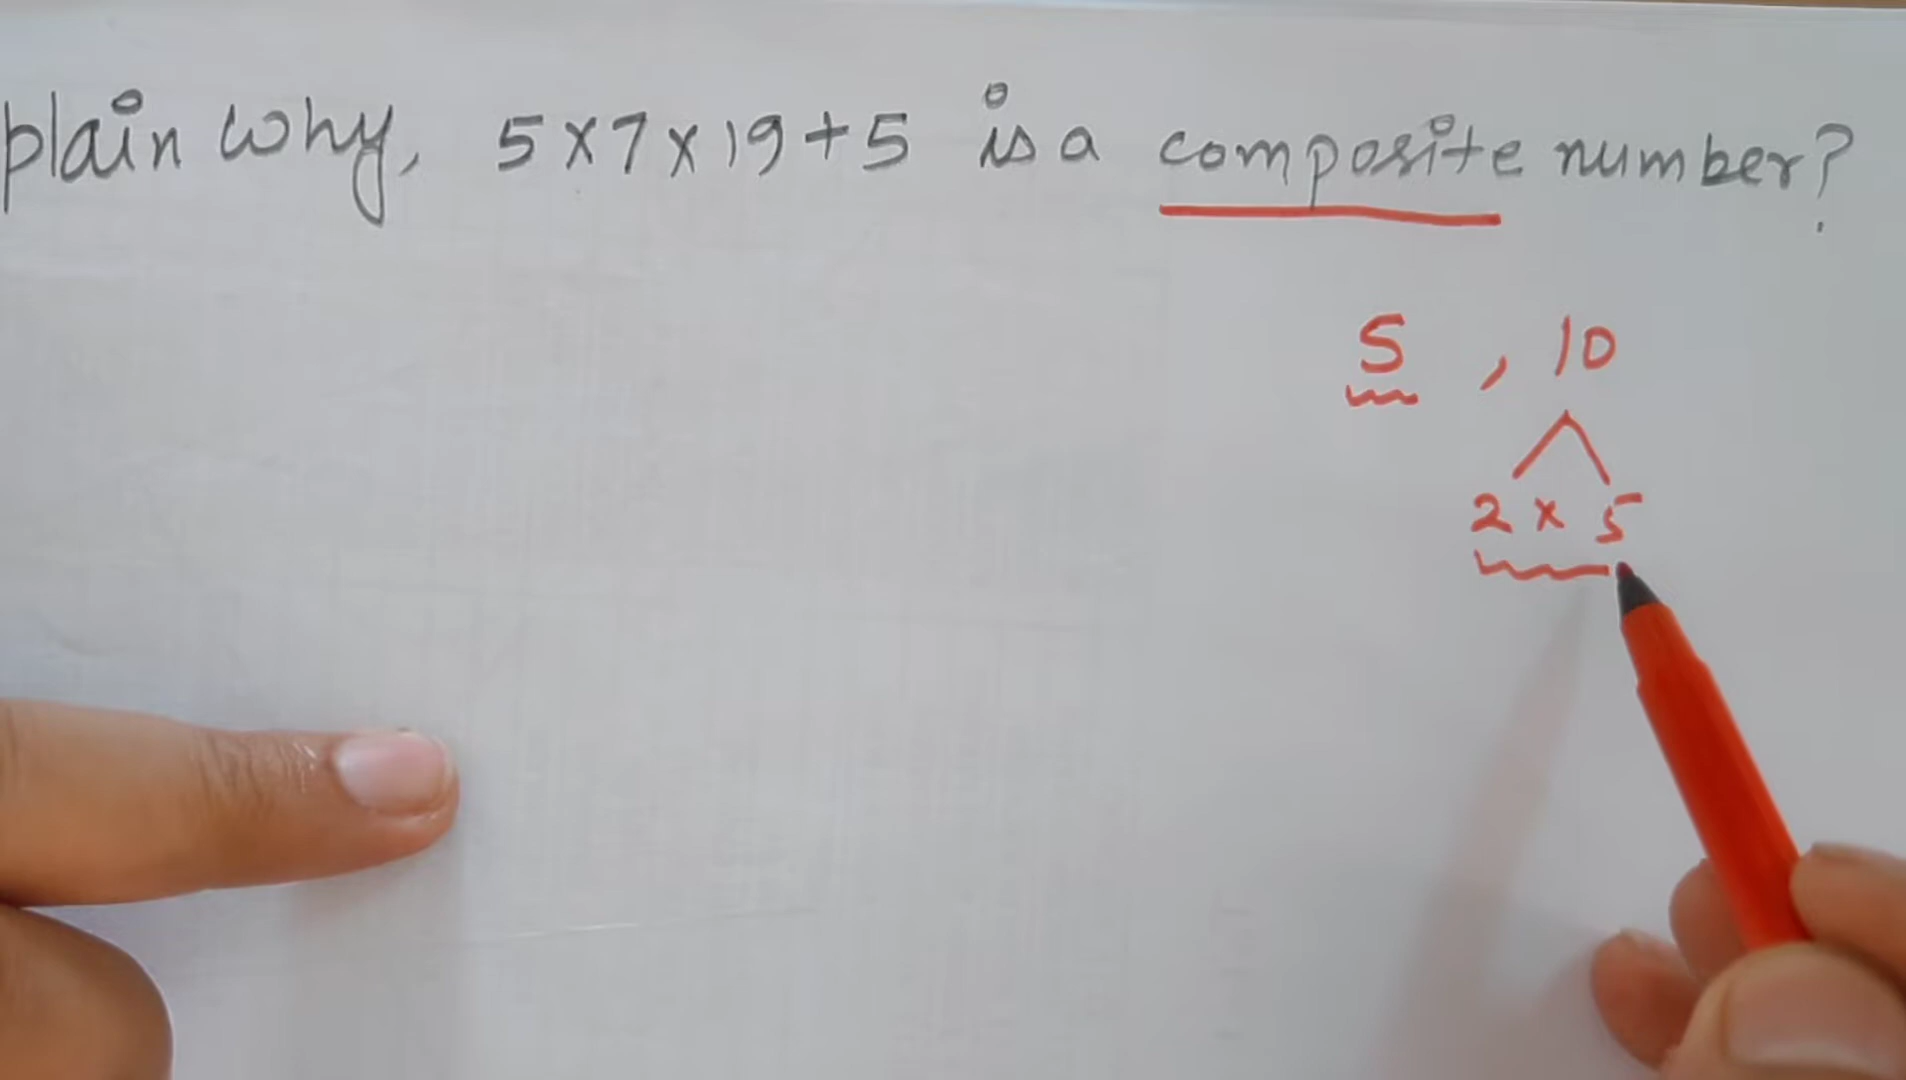 plain why, 5×7×19+5 is a composite number?
5 , 10
2 × 5